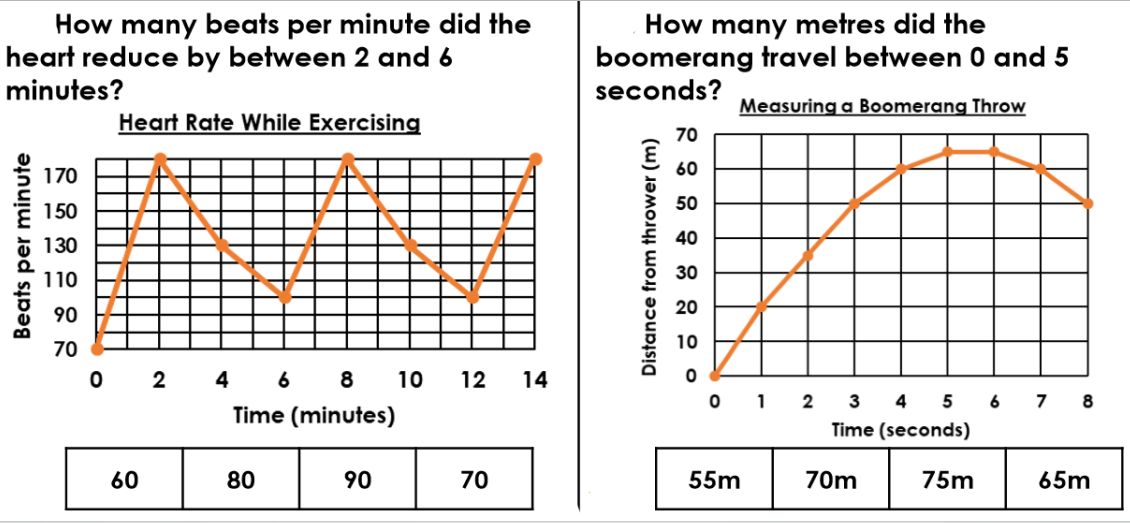 How many beats per minute did the
heart reduce by between 2 and 6
minutes?
Heart Rate While Exercising
Beats per minute
170
150
130
110
90
70
0 2 4 6 8 10 12 14
Time (minutes)
60 80 90 70
How many metres did the
boomerang travel between 0 and 5
seconds?
Measuring a Boomerang Throw
Distance from thrower (m)
70
60
50
40
30
20
10
0
0 1 2 3 4 5 6 7 8
Time (seconds)
55m 70m 75m 65m